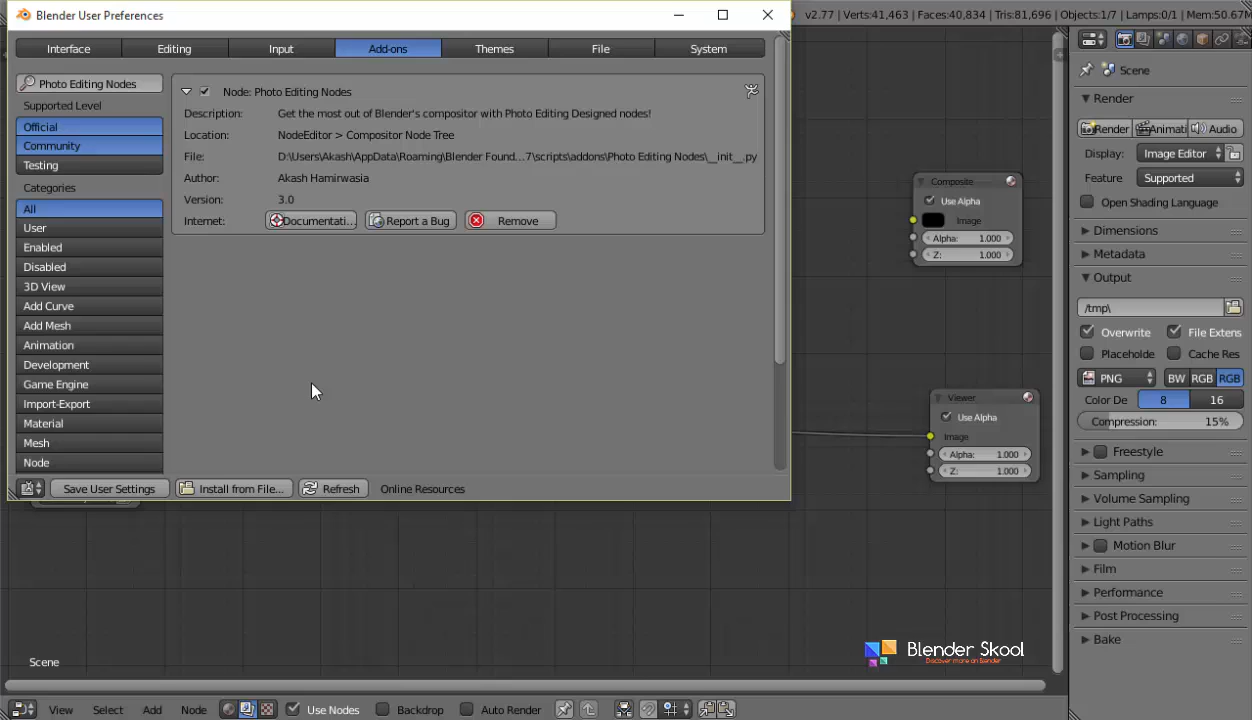 Blender User Preferences
v2.77 | Verts:41,463 | Faces:40,834 | Tris:81,696 | Objects:1/7 | Lamps:0/1 | Mem:50.67M
Interface
Editing
Input
Add-ons
Themes
File
System
Photo Editing Nodes
Supported Level
Official
Community
Testing
Categories
All
User
Enabled
Disabled
3D View
Add Curve
Add Mesh
Animation
Development
Game Engine
Import-Export
Material
Mesh
Node
Node: Photo Editing Nodes
Description: Get the most out of Blender's compositor with Photo Editing Designed nodes!
Location: NodeEditor > Compositor Node Tree
File: D:\Users\Akash\AppData\Roaming\Blender Found...7\scripts\addons\Photo Editing Nodes\__init__.py
Author: Akash Hamirwasia
Version: 3.0
Internet: Documentati... Report a Bug Remove
Save User Settings
Install from File...
Refresh
Online Resources
Composite
Use Alpha
Image
Alpha: 1.000
Z: 1.000
Viewer
Use Alpha
Image
Alpha: 1.000
Z: 1.000
Scene
Render
Render Animati Audio
Display: Image Editor
Feature Supported
Open Shading Language
Dimensions
Metadata
Output
/tmp\
Overwrite File Extens
Placeholde Cache Res
PNG BW RGB RGB
Color De 8 16
Compression: 15%
Freestyle
Sampling
Volume Sampling
Light Paths
Motion Blur
Film
Performance
Post Processing
Bake
Blender Skool
Discover more on Blender
Scene
View Select Add Node Use Nodes Backdrop Auto Render